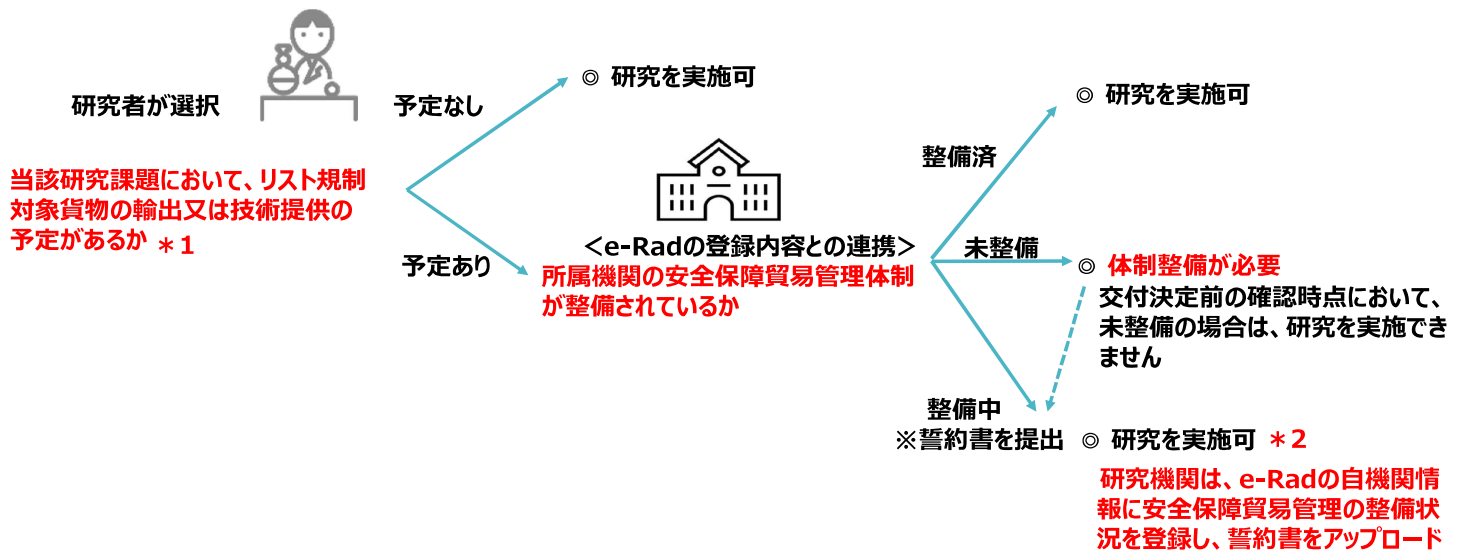 研究者が選択
予定なし
◎ 研究を実施可
当該研究課題において、リスト規制
対象貨物の輸出又は技術提供の
予定があるか ＊１
予定あり
＜e-Radの登録内容との連携＞
所属機関の安全保障貿易管理体制
が整備されているか
整備済
◎ 研究を実施可
未整備
◎ 体制整備が必要
交付決定前の確認時点において、
未整備の場合は、研究を実施でき
ません
整備中
※誓約書を提出
◎ 研究を実施可 ＊２
研究機関は、e-Radの自機関情
報に安全保障貿易管理の整備状
況を登録し、誓約書をアップロード